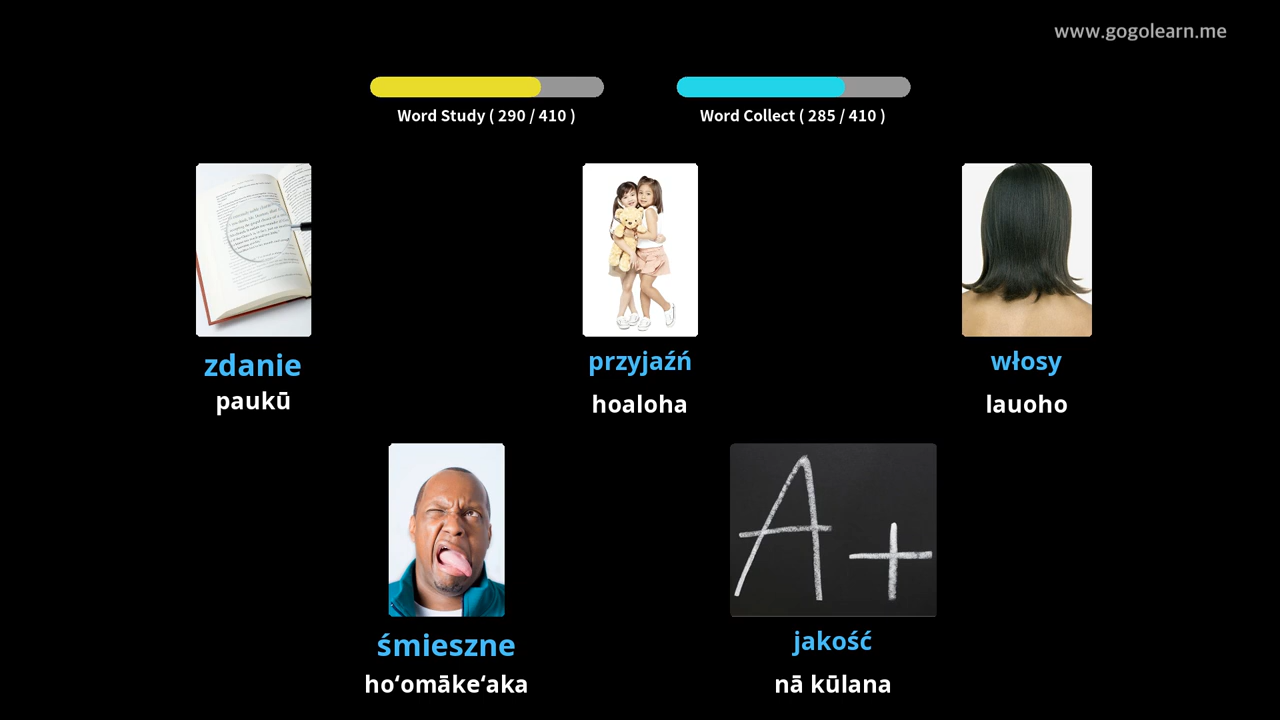 www.gogolearn.me
Word Study ( 290 / 410 )
Word Collect ( 285 / 410 )
zdanie
paukū
przyjaźń
hoaloha
włosy
lauoho
A+
śmieszne
hoʻomākeʻaka
jakość
nā kūlana